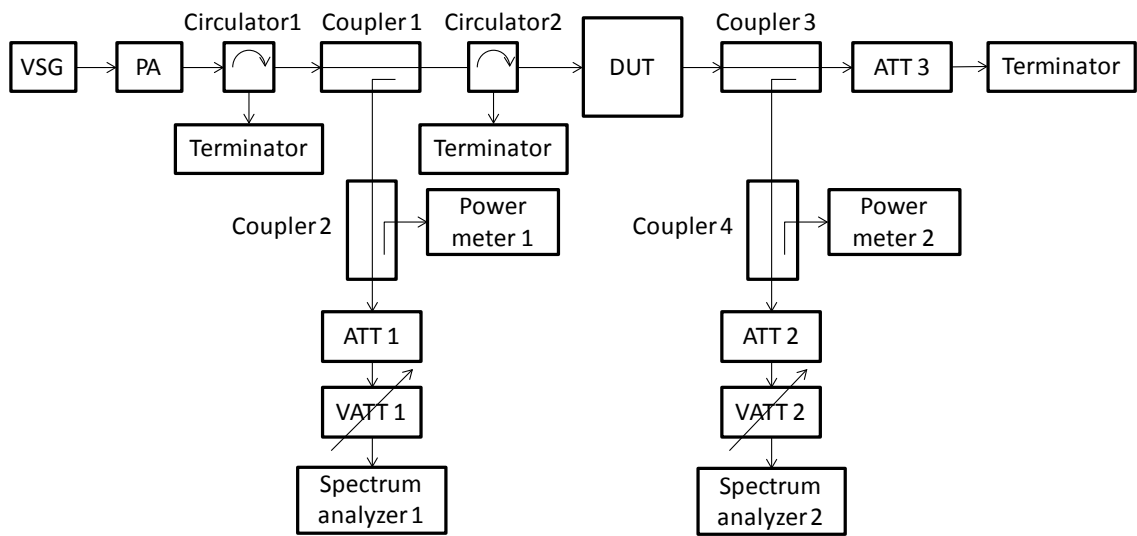 Circulator1
Coupler 1
Circulator2
Coupler 3
VSG
PA
DUT
ATT 3
Terminator
Terminator
Terminator
Coupler 2
Power
meter 1
Coupler 4
Power
meter 2
ATT 1
ATT 2
VATT 1
VATT 2
Spectrum
analyzer 1
Spectrum
analyzer 2